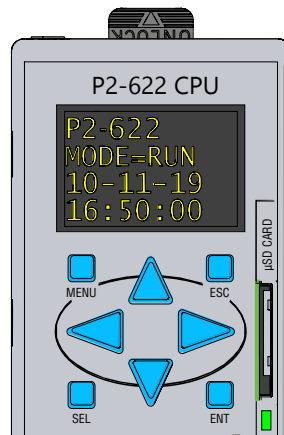 UNLOCK
P2-622 CPU
P2-622
MODE=RUN
10-11-19
16:50:00
µSD CARD
MENU
ESC
SEL
ENT